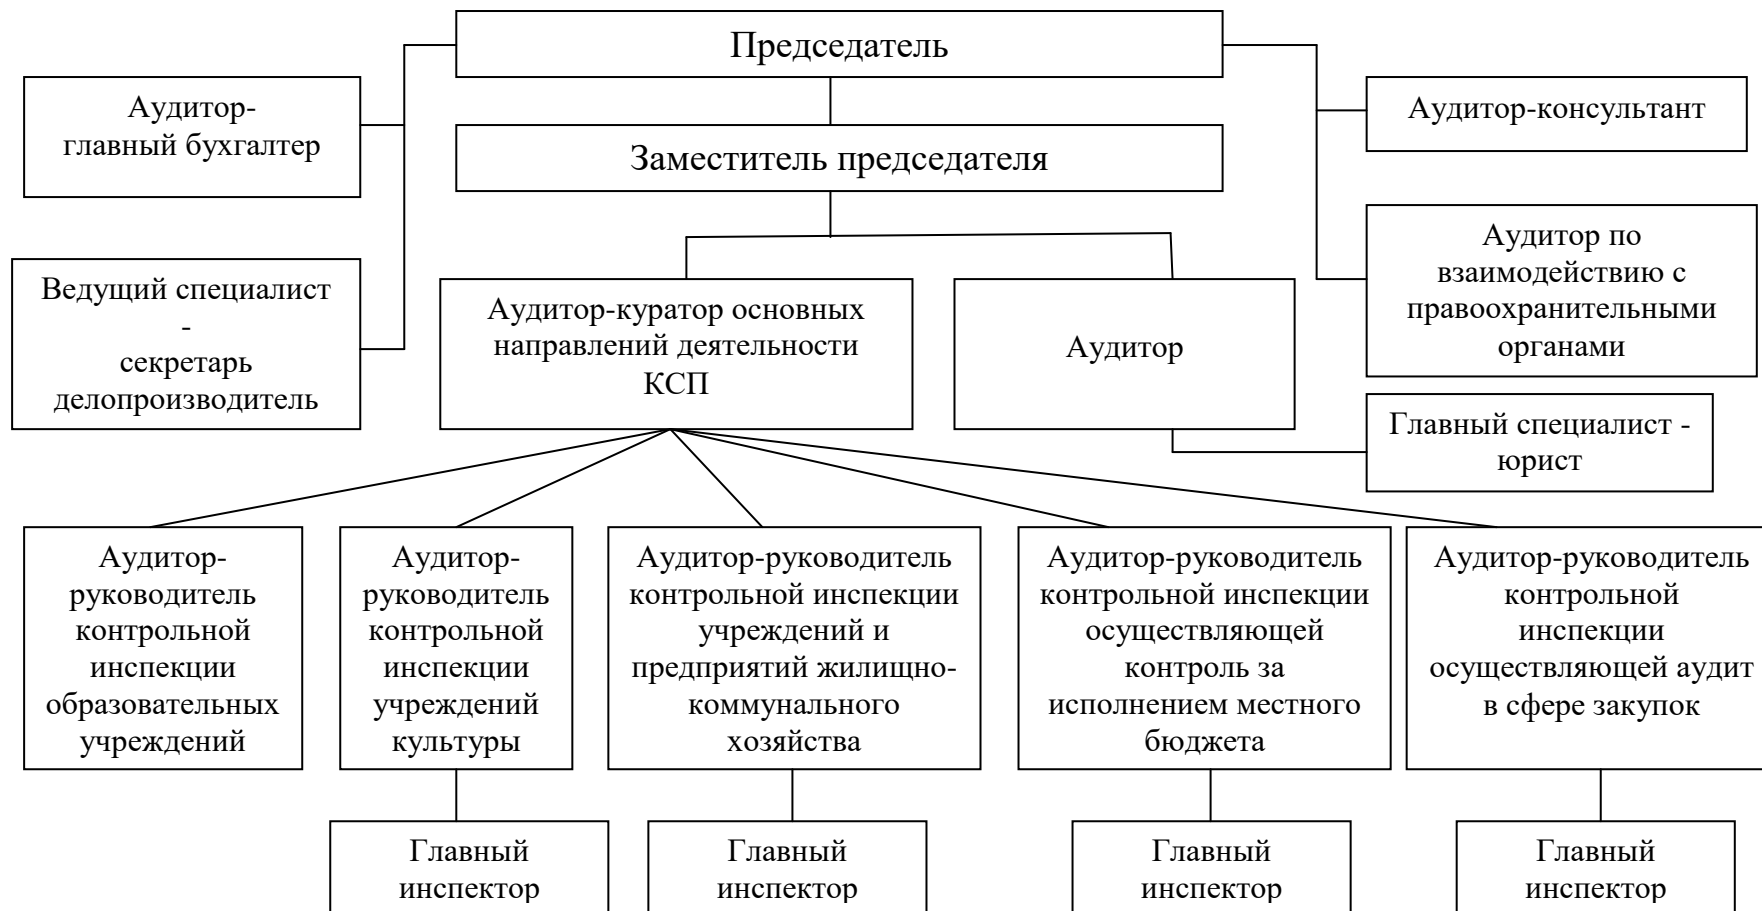 Председатель
Аудитор-
главный бухгалтер
Аудитор-консультант
Заместитель председателя
Ведущий специалист
-
секретарь
делопроизводитель
Аудитор-куратор основных
направлений деятельности
КСП
Аудитор
Аудитор по
взаимодействию с
правоохранительными
органами
Главный специалист -
юрист
Аудитор-
руководитель
контрольной
инспекции
образовательных
учреждений
Аудитор-
руководитель
контрольной
инспекции
учреждений
культуры
Аудитор-руководитель
контрольной инспекции
учреждений и
предприятий жилищно-
коммунального
хозяйства
Аудитор-руководитель
контрольной инспекции
осуществляющей
контроль за
исполнением местного
бюджета
Аудитор-руководитель
контрольной
инспекции
осуществляющей аудит
в сфере закупок
Главный
инспектор
Главный
инспектор
Главный
инспектор
Главный
инспектор